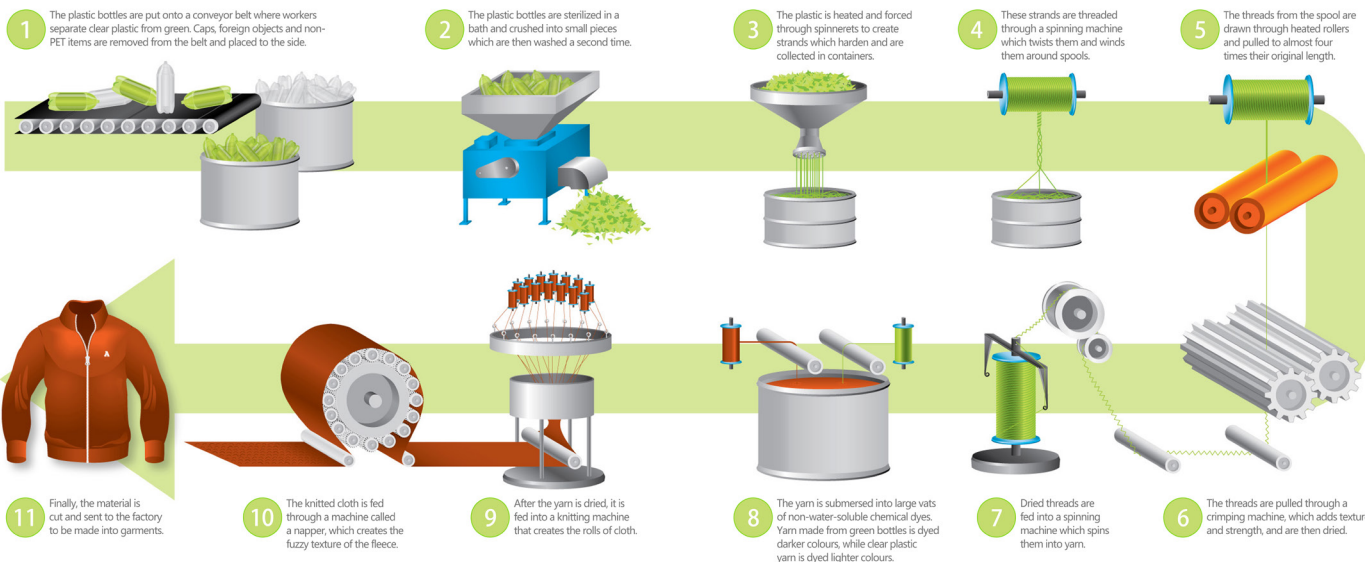 1
The plastic bottles are put onto a conveyor belt where workers
separate clear plastic from green. Caps, foreign objects and non-
PET items are removed from the belt and placed to the side.
2
The plastic bottles are sterilized in a
bath and crushed into small pieces
which are then washed a second time.
3
The plastic is heated and forced
through spinnerets to create
strands which harden and are
collected in containers.
4
These strands are threaded
through a spinning machine
which twists them and winds
them around spools.
5
The threads from the spool are
drawn through heated rollers
and pulled to almost four
times their original length.
A
11
Finally, the material is
cut and sent to the factory
to be made into garments.
10
The knitted cloth is fed
through a machine called
a napper, which creates the
fuzzy texture of the fleece.
9
After the yarn is dried, it is
fed into a knitting machine
that creates the rolls of cloth.
8
The yarn is submersed into large vats
of non-water-soluble chemical dyes.
Yarn made from green bottles is dyed
darker colours, while clear plastic
yarn is dyed lighter colours.
7
Dried threads are
fed into a spinning
machine which spins
them into yarn.
6
The threads are pulled through a
crimping machine, which adds texture
and strength, and are then dried.